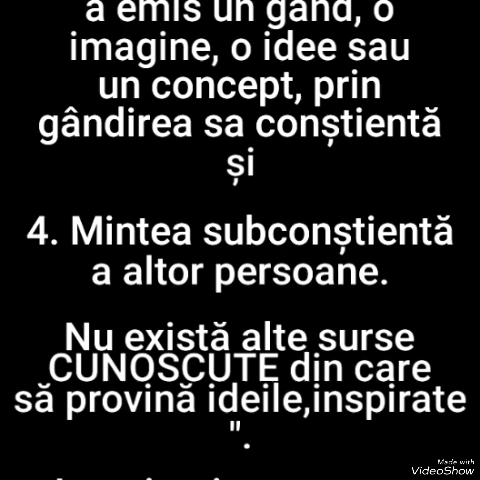 a emis un gând, o
imagine, o idee sau
un concept, prin
gândirea sa conștientă
și
4. Mintea subconștientă
a altor persoane.
Nu există alte surse
CUNOSCUTE din care
să provină ideile,inspirate
".
Made with
VideoShow